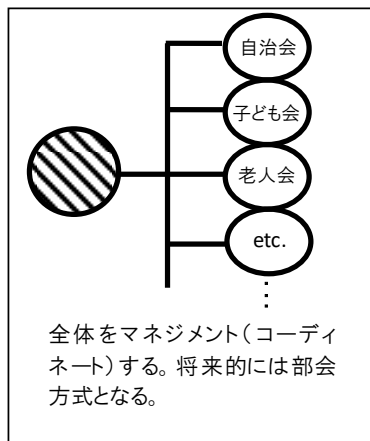 自治会
子ども会
老人会
etc.
全体をマネジメント(コーディ
ネート)する。将来的には部会
方式となる。